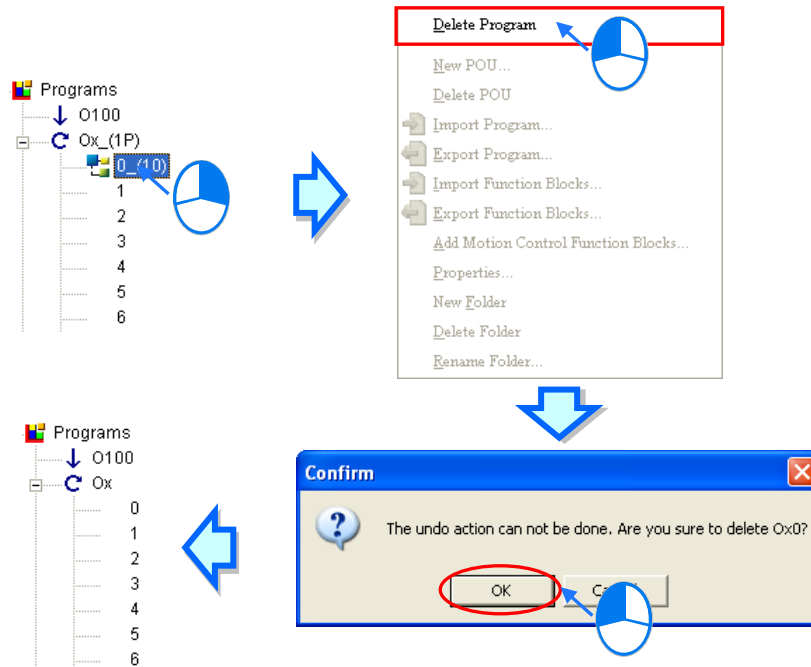 Programs
O100
Ox_(1P)
0_(10)
1
2
3
4
5
6
Delete Program
New POU...
Delete POU
Import Program...
Export Program...
Import Function Blocks...
Export Function Blocks...
Add Motion Control Function Blocks...
Properties...
New Folder
Delete Folder
Rename Folder...
Confirm
The undo action can not be done. Are you sure to delete Ox0?
OK
Programs
O100
Ox
0
1
2
3
4
5
6